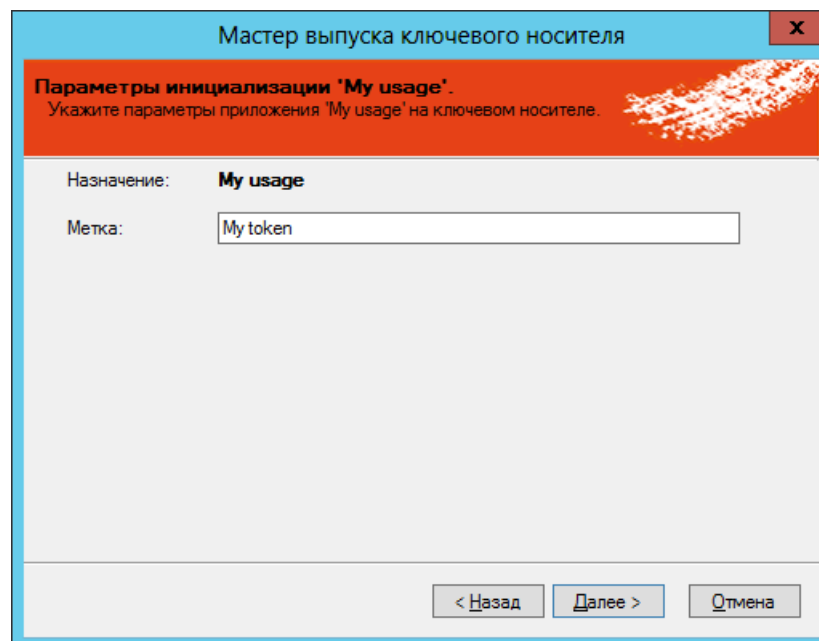 Мастер выпуска ключевого носителя
x
Параметры инициализации 'My usage'.
Укажите параметры приложения 'My usage' на ключевом носителе.
Назначение: My usage
Метка: My token
< Назад Далее > Отмена